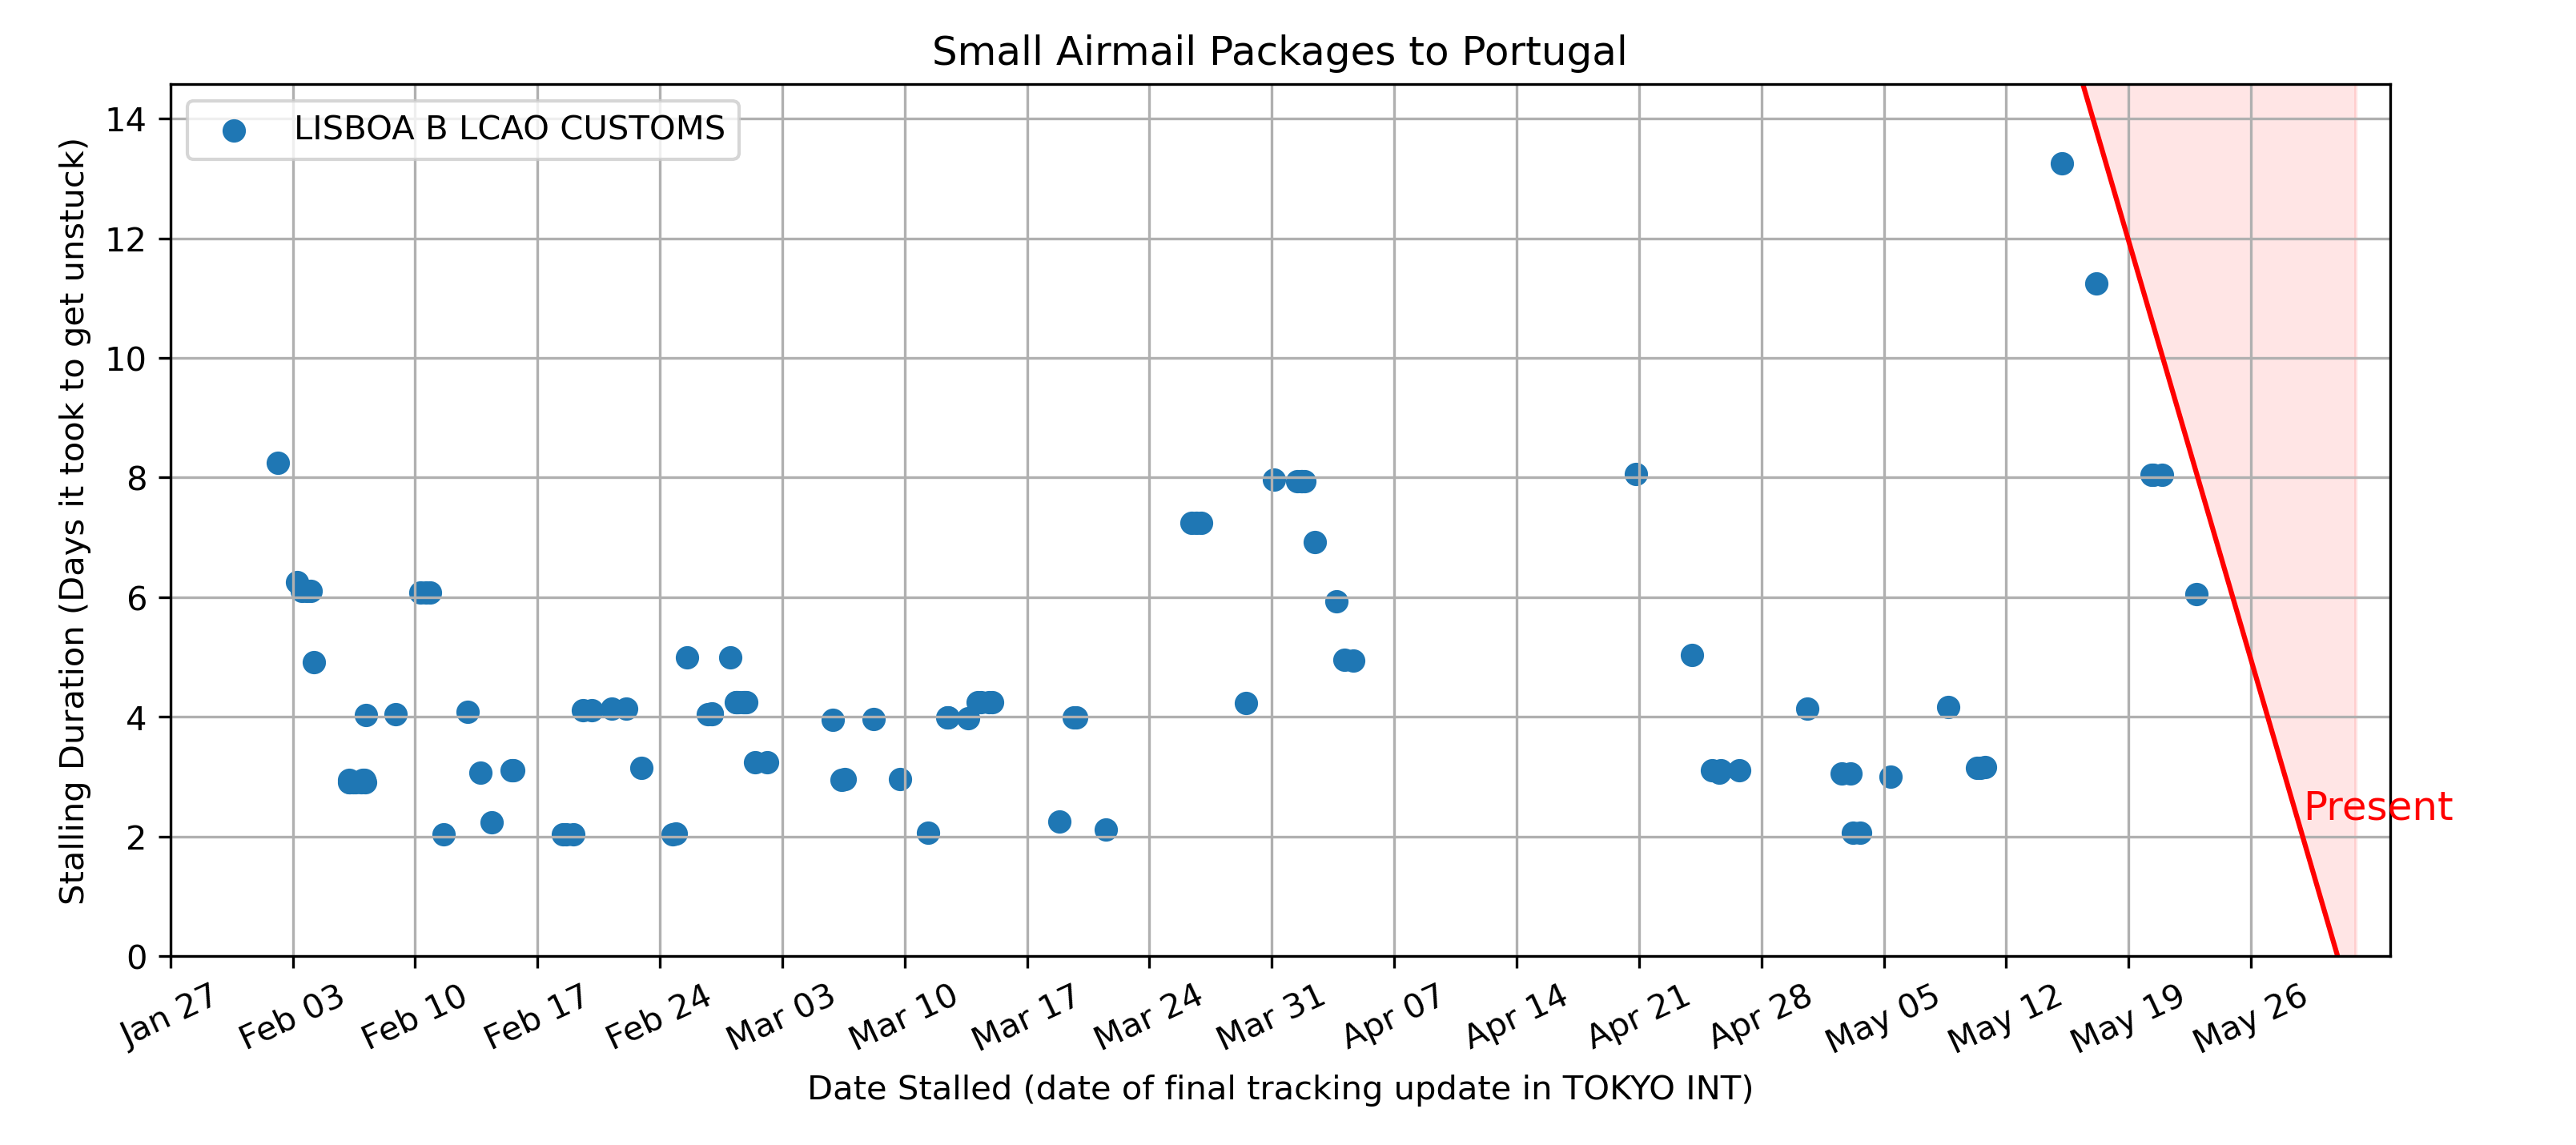 Small Airmail Packages to Portugal
LISBOA B LCAO CUSTOMS
Stalling Duration (Days it took to get unstuck)
14
12
10
8
6
4
2
0
Present
Jan 27
Feb 03
Feb 10
Feb 17
Feb 24
Mar 03
Mar 10
Mar 17
Mar 24
Mar 31
Apr 07
Apr 14
Apr 21
Apr 28
May 05
May 12
May 19
May 26
Date Stalled (date of final tracking update in TOKYO INT)